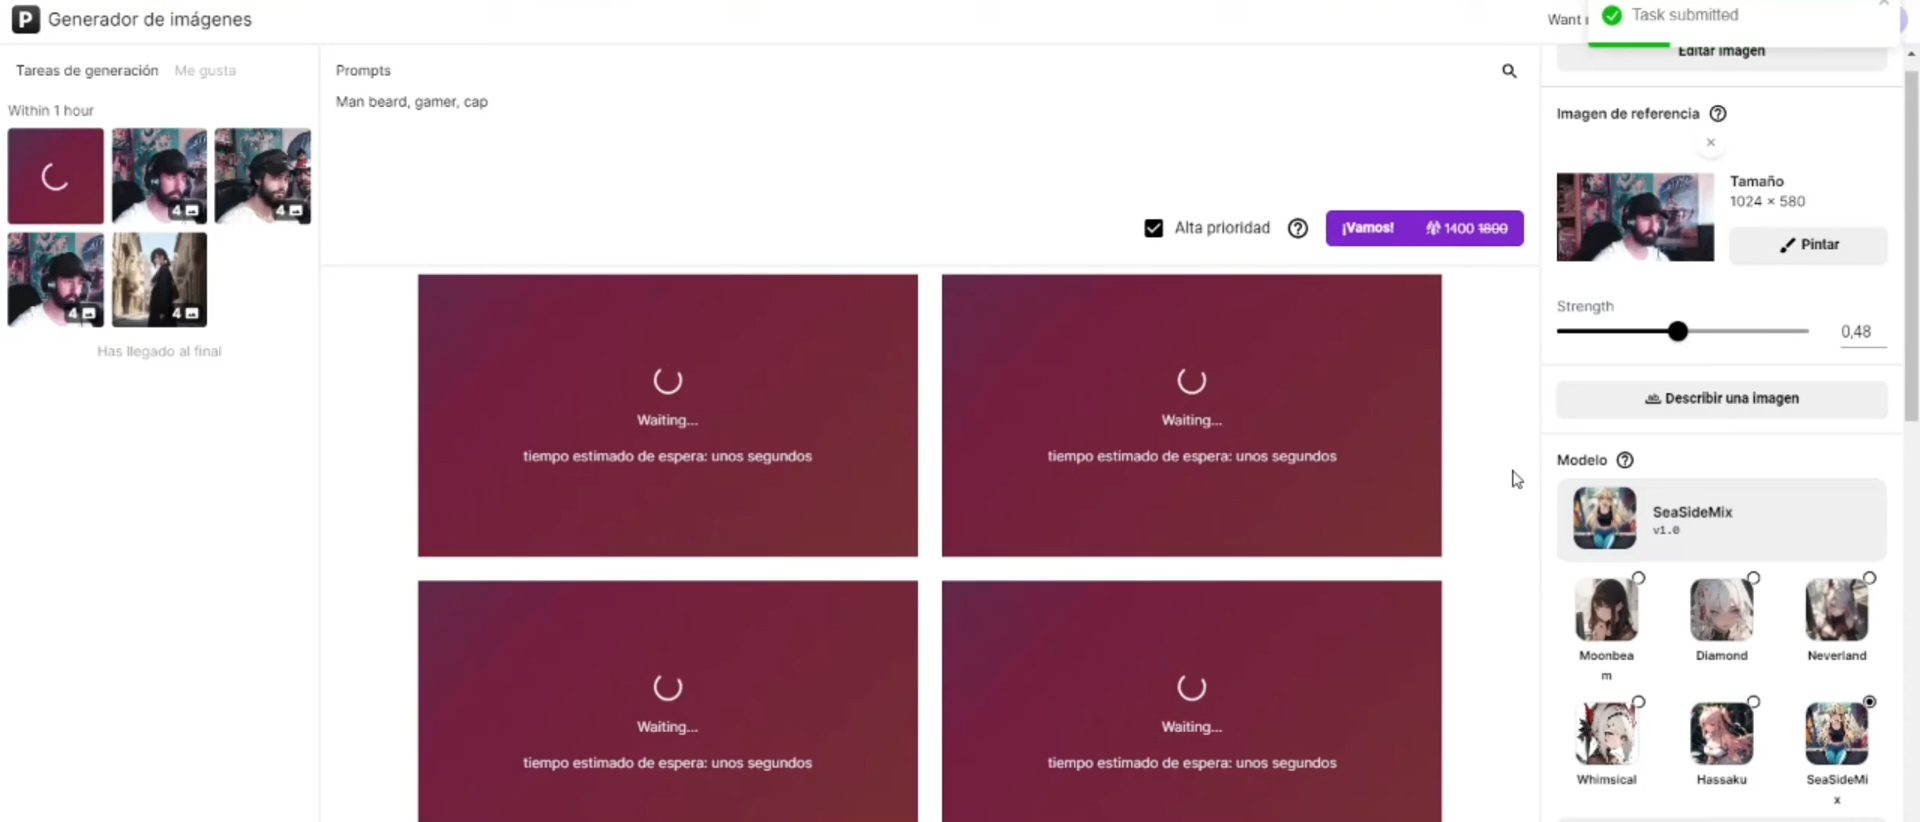 P Generador de imágenes
Want
Task submitted
Tareas de generación Me gusta
Within 1 hour
4
4
4
4
Has llegado al final
Prompts
Man beard, gamer, cap
Alta prioridad
¡Vamos! 1400 1800
Waiting...
tiempo estimado de espera: unos segundos
Waiting...
tiempo estimado de espera: unos segundos
Waiting...
tiempo estimado de espera: unos segundos
Waiting...
tiempo estimado de espera: unos segundos
Editar imagen
Imagen de referencia
Tamaño
1024 × 580
Pintar
Strength
0,48
Describir una imagen
Modelo
SeaSideMix
v1.0
Moonbea
m
Diamond
Neverland
Whimsical
Hassaku
SeaSideMi
x